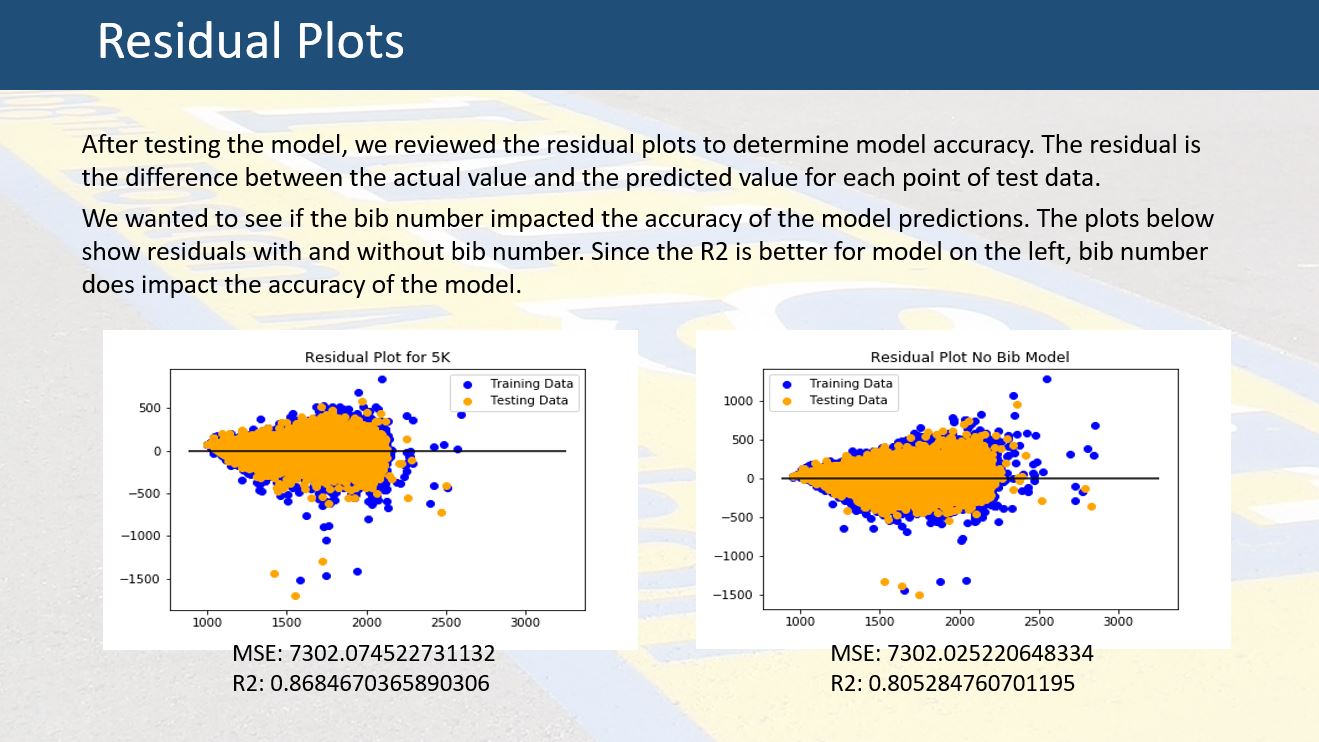 Residual Plots
After testing the model, we reviewed the residual plots to determine model accuracy. The residual is
the difference between the actual value and the predicted value for each point of test data.
We wanted to see if the bib number impacted the accuracy of the model predictions. The plots below
show residuals with and without bib number. Since the R2 is better for model on the left, bib number
does impact the accuracy of the model.
Residual Plot for 5K
Training Data
Testing Data
500
0
−500
−1000
−1500
1000 1500 2000 2500 3000
MSE: 7302.074522731132
R2: 0.8684670365890306
Residual Plot No Bib Model
Training Data
Testing Data
1000
500
0
−500
−1000
−1500
1000 1500 2000 2500 3000
MSE: 7302.025220648334
R2: 0.805284760701195